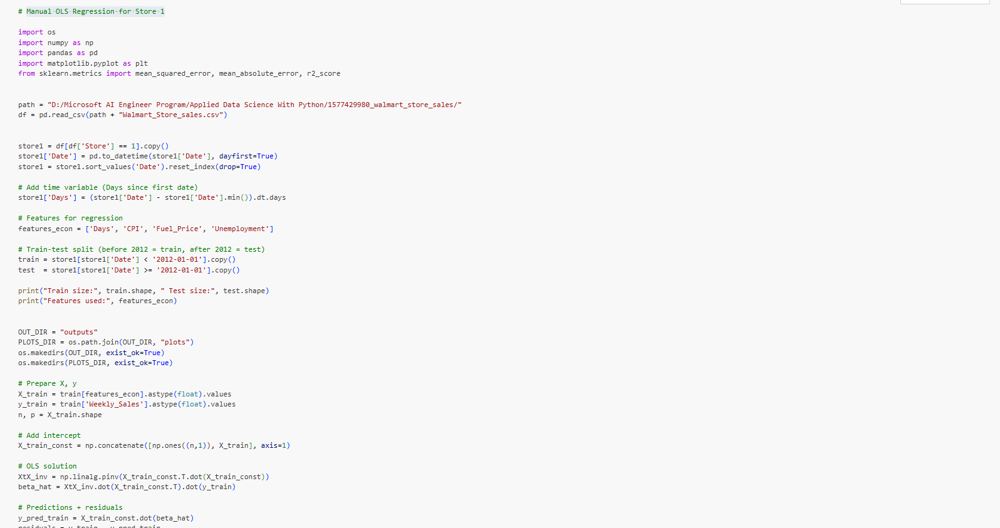 # Manual OLS Regression for Store 1
import os
import numpy as np
import pandas as pd
import matplotlib.pyplot as plt
from sklearn.metrics import mean_squared_error, mean_absolute_error, r2_score
path = "D:/Microsoft AI Engineer Program/Applied Data Science With Python/1577429980_walmart_store_sales/"
df = pd.read_csv(path + "Walmart_Store_sales.csv")
store1 = df[df['Store'] == 1].copy()
store1['Date'] = pd.to_datetime(store1['Date'], dayfirst=True)
store1 = store1.sort_values('Date').reset_index(drop=True)
# Add time variable (Days since first date)
store1['Days'] = (store1['Date'] - store1['Date'].min()).dt.days
# Features for regression
features_econ = ['Days', 'CPI', 'Fuel_Price', 'Unemployment']
# Train-test split (before 2012 = train, after 2012 = test)
train = store1[store1['Date'] < '2012-01-01'].copy()
test  = store1[store1['Date'] >= '2012-01-01'].copy()
print("Train size:", train.shape, " Test size:", test.shape)
print("Features used:", features_econ)
OUT_DIR = "outputs"
PLOTS_DIR = os.path.join(OUT_DIR, "plots")
os.makedirs(OUT_DIR, exist_ok=True)
os.makedirs(PLOTS_DIR, exist_ok=True)
# Prepare X, y
X_train = train[features_econ].astype(float).values
y_train = train['Weekly_Sales'].astype(float).values
n, p = X_train.shape
# Add intercept
X_train_const = np.concatenate([np.ones((n,1)), X_train], axis=1)
# OLS solution
XtX_inv = np.linalg.pinv(X_train_const.T.dot(X_train_const))
beta_hat = XtX_inv.dot(X_train_const.T).dot(y_train)
# Predictions + residuals
y_pred_train = X_train_const.dot(beta_hat)
residuals = y_train - y_pred_train